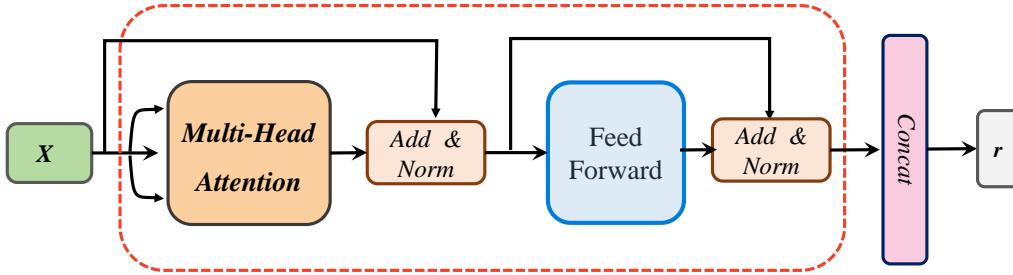 X
Multi-Head
Attention
Add &
Norm
Feed
Forward
Add &
Norm
Concat
r